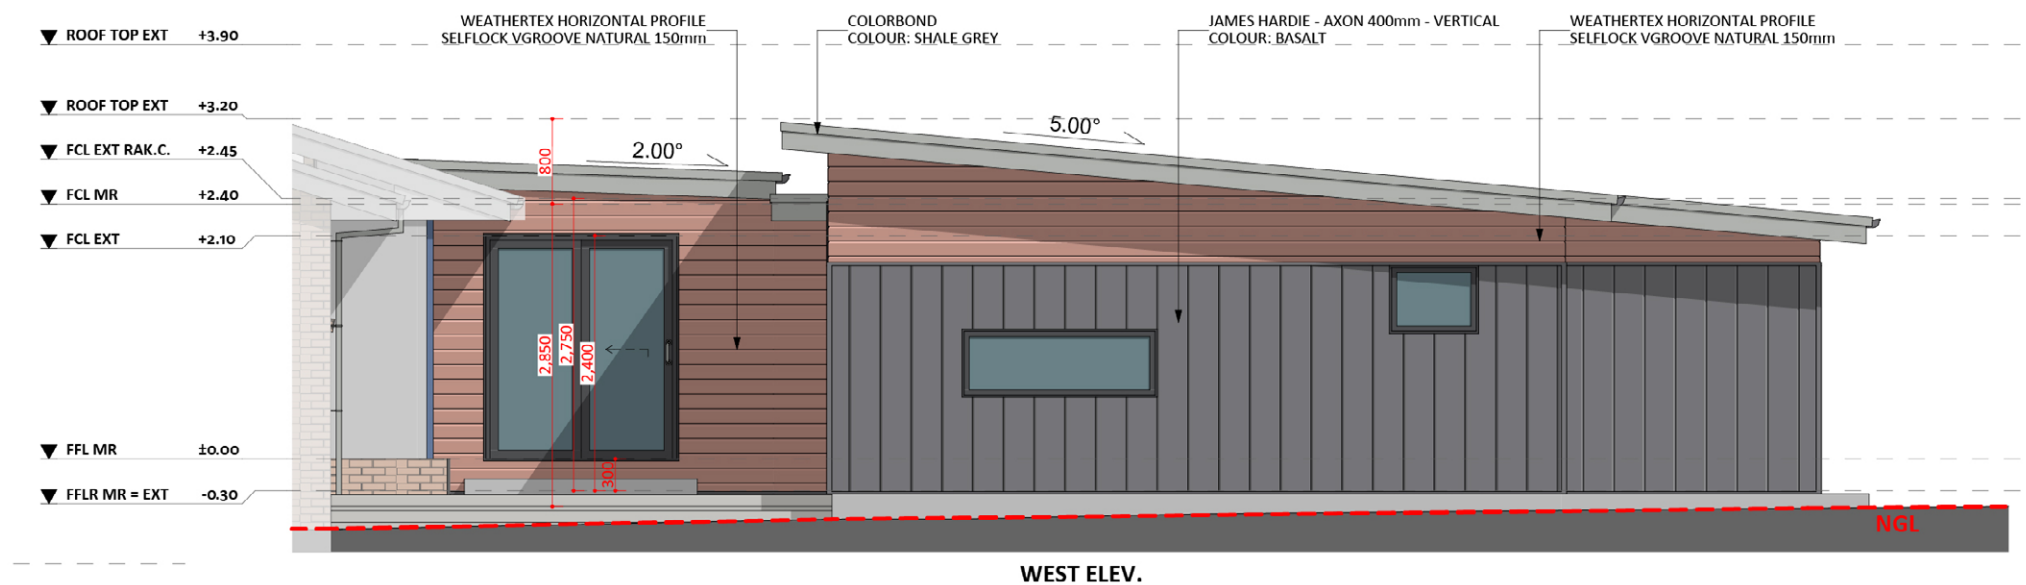 WEATHERTEX HORIZONTAL PROFILE
SELFLOCK VGROOVE NATURAL 150mm
COLORBOND
COLOUR: SHALE GREY
JAMES HARDIE - AXON 400mm - VERTICAL
COLOUR: BASALT
WEATHERTEX HORIZONTAL PROFILE
SELFLOCK VGROOVE NATURAL 150mm
ROOF TOP EXT +3.90
ROOF TOP EXT +3.20
FCL EXT RAK.C. +2.45
FCL MR +2.40
FCL EXT +2.10
FFL MR ±0.00
FFLR MR = EXT -0.30
800
2.00°
5.00°
2,850
2,750
2,400
300
NGL
WEST ELEV.